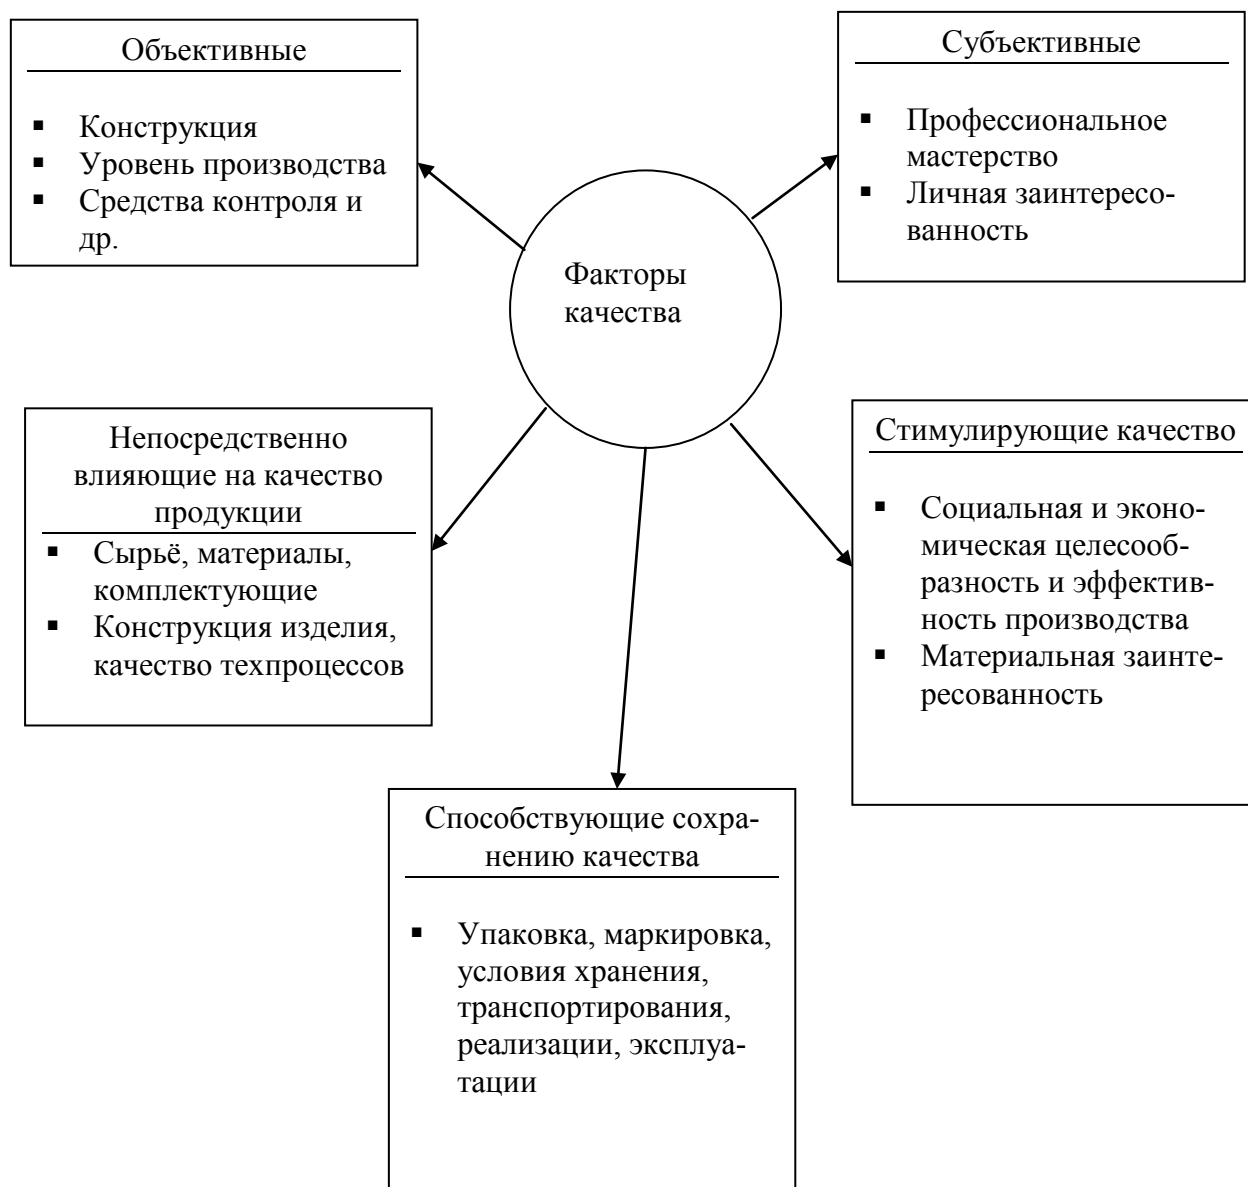 Объективные
▪ Конструкция
▪ Уровень производства
▪ Средства контроля и
др.
Субъективные
▪ Профессиональное
мастерство
▪ Личная заинтересо-
ванность
Факторы
качества
Непосредственно
влияющие на качество
продукции
▪ Сырьё, материалы,
комплектующие
▪ Конструкция изделия,
качество техпроцессов
Стимулирующие качество
▪ Социальная и эконо-
мическая целесооб-
разность и эффектив-
ность производства
▪ Материальная заинте-
ресованность
Способствующие сохра-
нению качества
▪ Упаковка, маркировка,
условия хранения,
транспортирования,
реализации, эксплуа-
тации